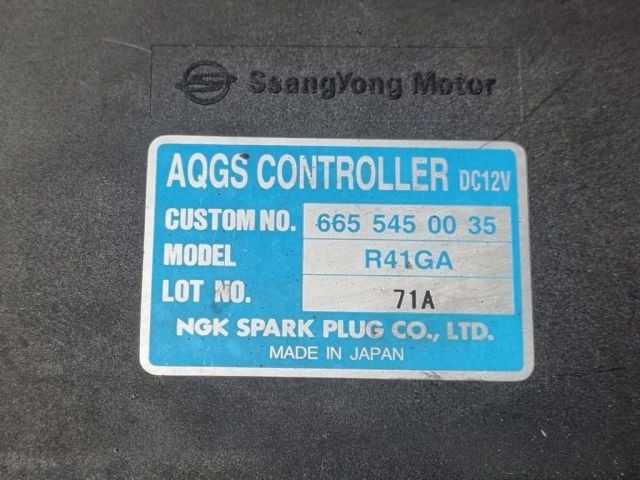 SsangYong Motor
AQGS CONTROLLER DC12V
CUSTOM NO. 665 545 00 35
MODEL R41GA
LOT NO. 71A
NGK SPARK PLUG CO., LTD.
MADE IN JAPAN